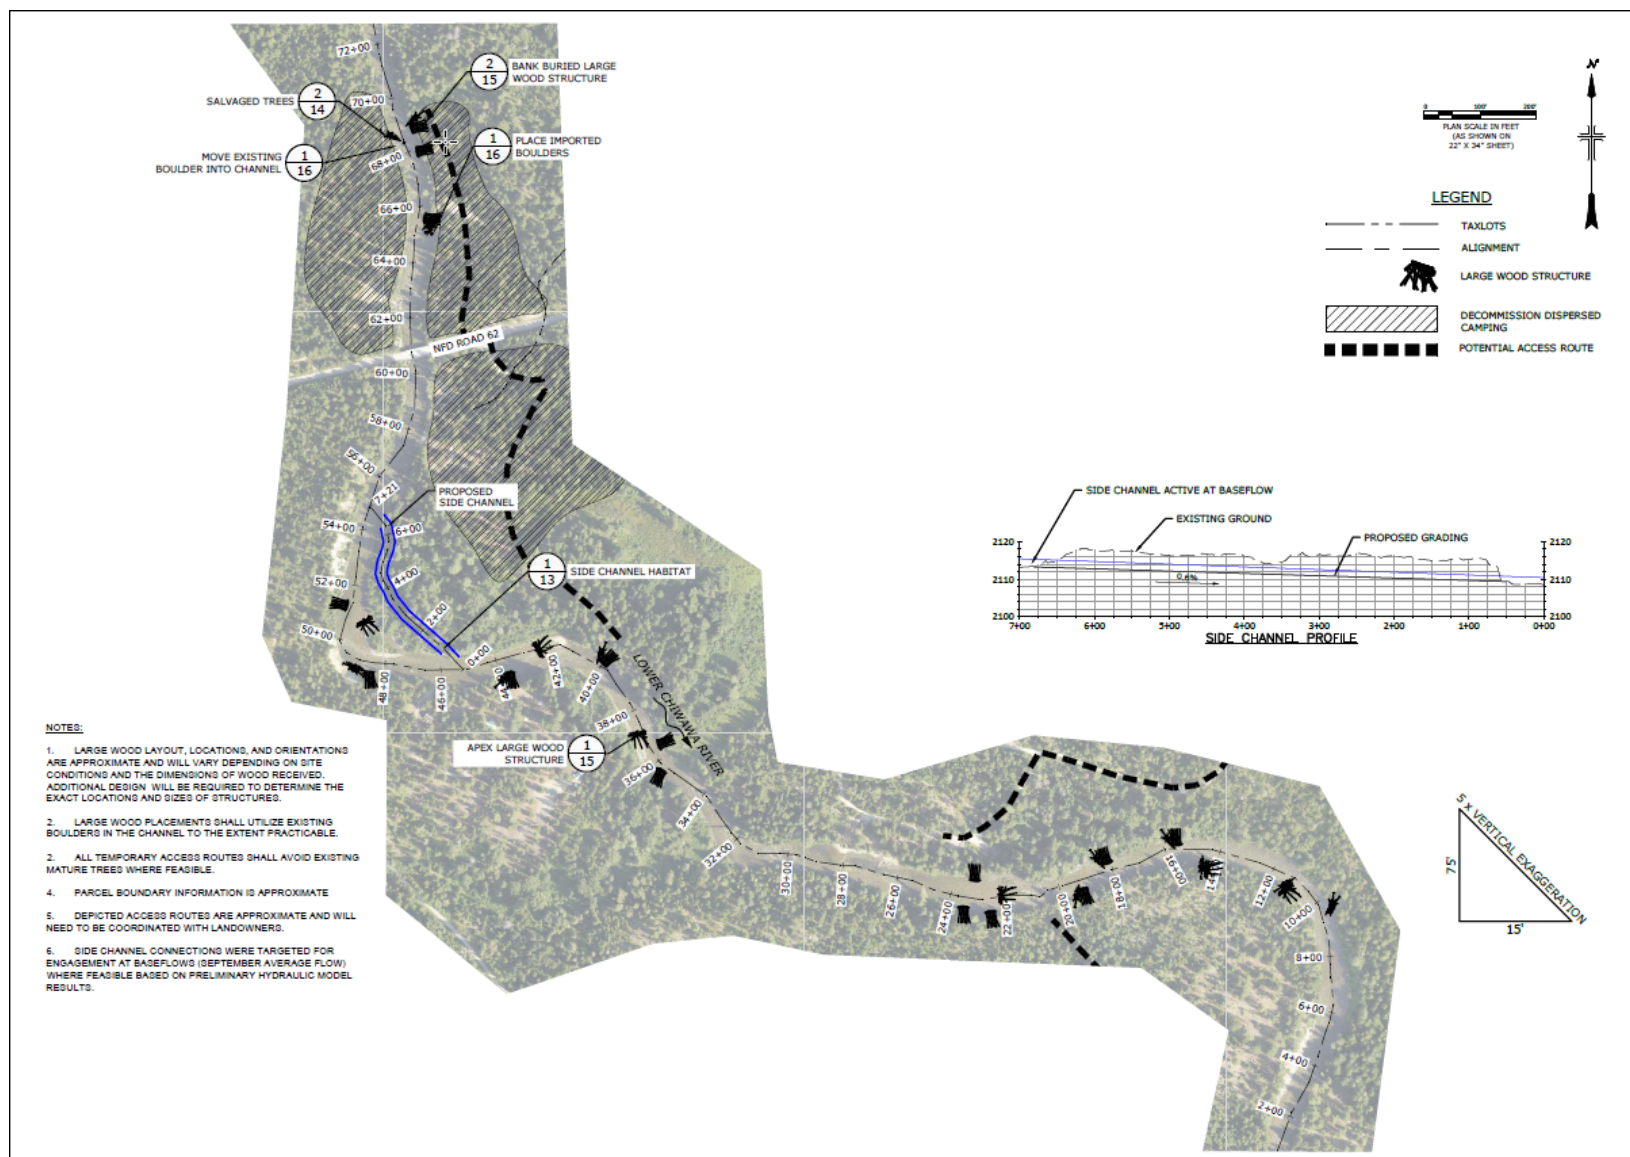 72+00
2
15
BANK BURIED LARGE
WOOD STRUCTURE
SALVAGED TREES
2
14
70+00
MOVE EXISTING
BOULDER INTO CHANNEL
1
16
68+00
1
16
PLACE IMPORTED
BOULDERS
66+00
64+00
62+00
NFD ROAD 62
60+00
58+00
56+00
7+21
PROPOSED
SIDE CHANNEL
54+00
6+00
4+00
52+00
2+00
1
13
SIDE CHANNEL HABITAT
50+00
0+00
48+00
46+00
42+00
40+00
38+00
LOWER CHIWAWA RIVER
APEX LARGE WOOD
STRUCTURE
1
15
36+00
34+00
32+00
30+00
28+00
26+00
24+00
22+00
20+00
18+00
16+00
12+00
10+00
8+00
6+00
4+00
2+00
N
0
100'
200'
PLAN SCALE IN FEET
(AS SHOWN ON
22" X 34" SHEET)
LEGEND
TAXLOTS
ALIGNMENT
LARGE WOOD STRUCTURE
DECOMMISSION DISPERSED
CAMPING
POTENTIAL ACCESS ROUTE
SIDE CHANNEL ACTIVE AT BASEFLOW
EXISTING GROUND
PROPOSED GRADING
2120
2120
2110
2110
2100
2100
0.6%
7+00
6+00
5+00
4+00
3+00
2+00
1+00
0+00
SIDE CHANNEL PROFILE
5 x VERTICAL EXAGGERATION
75'
15'
NOTES:
1. LARGE WOOD LAYOUT, LOCATIONS, AND ORIENTATIONS
ARE APPROXIMATE AND WILL VARY DEPENDING ON SITE
CONDITIONS AND THE DIMENSIONS OF WOOD RECEIVED.
ADDITIONAL DESIGN WILL BE REQUIRED TO DETERMINE THE
EXACT LOCATIONS AND SIZES OF STRUCTURES.
2. LARGE WOOD PLACEMENTS SHALL UTILIZE EXISTING
BOULDERS IN THE CHANNEL TO THE EXTENT PRACTICABLE.
2. ALL TEMPORARY ACCESS ROUTES SHALL AVOID EXISTING
MATURE TREES WHERE FEASIBLE.
4. PARCEL BOUNDARY INFORMATION IS APPROXIMATE
5. DEPICTED ACCESS ROUTES ARE APPROXIMATE AND WILL
NEED TO BE COORDINATED WITH LANDOWNERS.
6. SIDE CHANNEL CONNECTIONS WERE TARGETED FOR
ENGAGEMENT AT BASEFLOWS (SEPTEMBER AVERAGE FLOW)
WHERE FEASIBLE BASED ON PRELIMINARY HYDRAULIC MODEL
RESULTS.